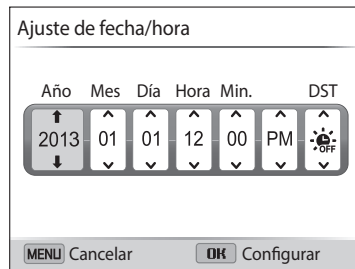 Ajuste de fecha/hora
Año Mes Día Hora Min. DST
2013 01 01 12 00 PM OFF
MENU Cancelar OK Configurar